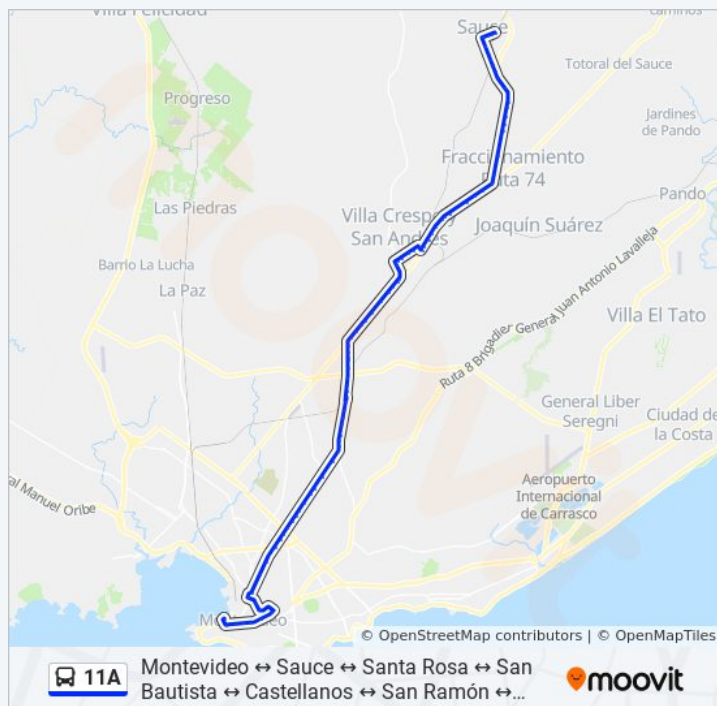 Villa Felicidad
Sauce
Caminos
Totoral del Sauce
Progreso
Jardines
de Pando
Fraccionamiento
Ruta 74
Pando
Las Piedras
Villa Crespo y
San Andrés
Joaquín Suárez
Barrio La Lucha
La Paz
Ruta 8 Brigadier General Juan Antonio Lavalleja
Villa El Tato
General Liber
Seregni
Ciudad de
la Costa
Aeropuerto
Internacional
de Carrasco
ral Manuel Oribe
Montevideo
© OpenStreetMap contributors | © OpenMapTiles
11A
Montevideo ↔ Sauce ↔ Santa Rosa ↔ San
Bautista ↔ Castellanos ↔ San Ramón ↔...
moovit